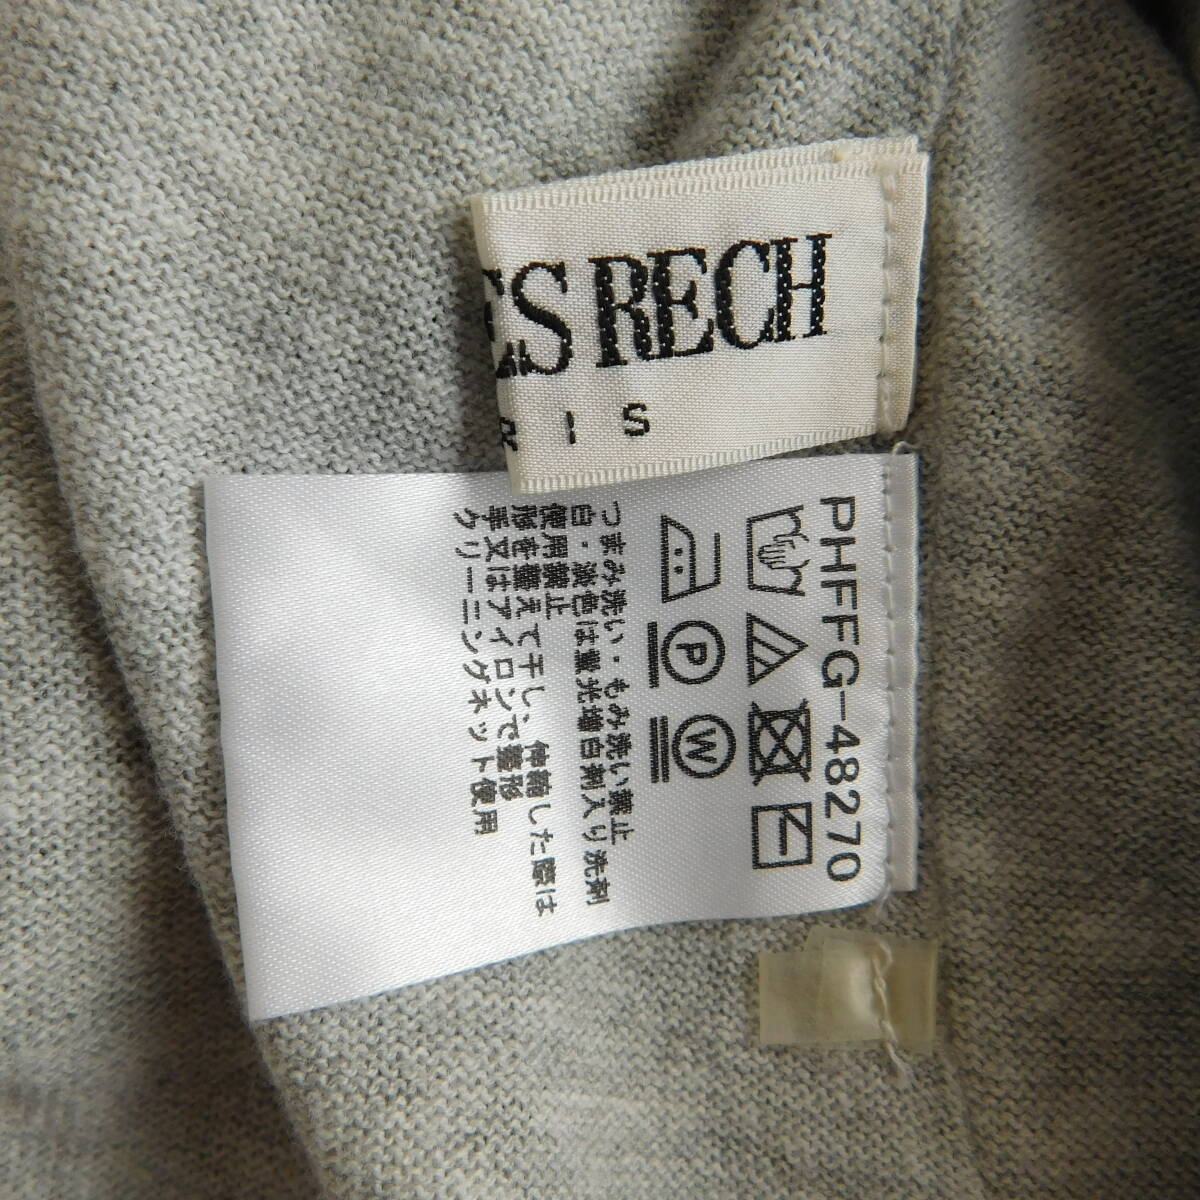 ES RECH
R I S
PHFFG-48270
P
W
つまみ洗い・もみ洗い禁止
白・淡色は蛍光増白剤入り洗剤
使用禁止
形を整えて干し、伸縮した際は
手又はアイロンで整形
クリーニングネット使用